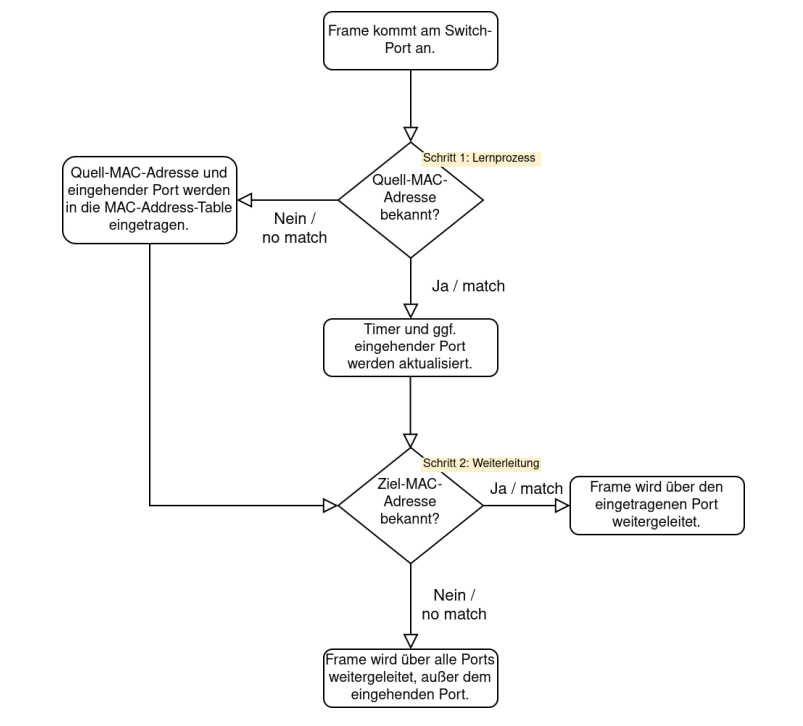 Frame kommt am Switch-
Port an.
Schritt 1: Lernprozess
Quell-MAC-
Adresse
bekannt?
Nein /
no match
Quell-MAC-Adresse und
eingehender Port werden
in die MAC-Address-Table
eingetragen.
Ja / match
Timer und ggf.
eingehender Port
werden aktualisiert.
Schritt 2: Weiterleitung
Ziel-MAC-
Adresse
bekannt?
Ja / match
Frame wird über den
eingetragenen Port
weitergeleitet.
Nein /
no match
Frame wird über alle Ports
weitergeleitet, außer dem
eingehenden Port.